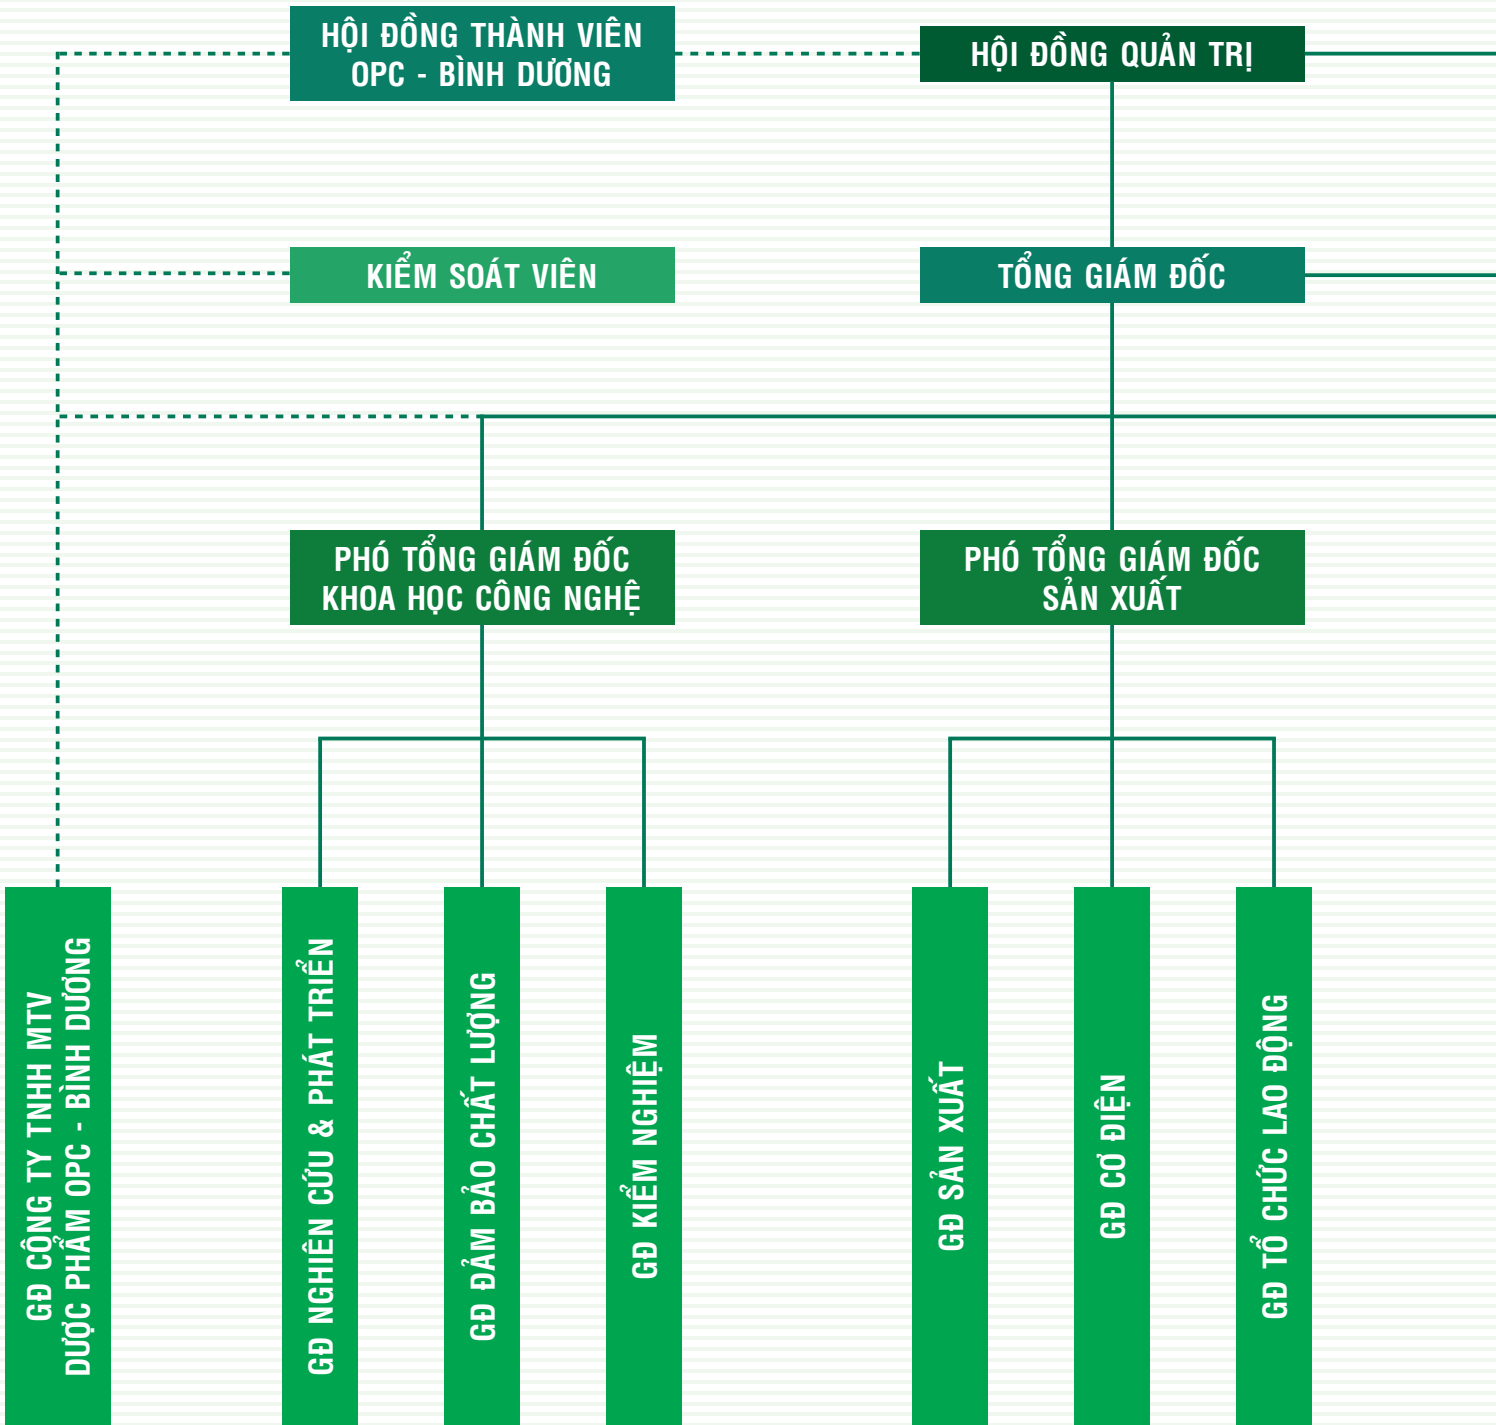 HỘI ĐỒNG THÀNH VIÊN
OPC - BÌNH DƯƠNG
HỘI ĐỒNG QUẢN TRỊ
KIỂM SOÁT VIÊN
TỔNG GIÁM ĐỐC
PHÓ TỔNG GIÁM ĐỐC
KHOA HỌC CÔNG NGHỆ
PHÓ TỔNG GIÁM ĐỐC
SẢN XUẤT
GĐ CÔNG TY TNHH MTV
DƯỢC PHẨM OPC - BÌNH DƯƠNG
GĐ NGHIÊN CỨU & PHÁT TRIỂN
GĐ ĐẢM BẢO CHẤT LƯỢNG
GĐ KIỂM NGHIỆM
GĐ SẢN XUẤT
GĐ CƠ ĐIỆN
GĐ TỔ CHỨC LAO ĐỘNG